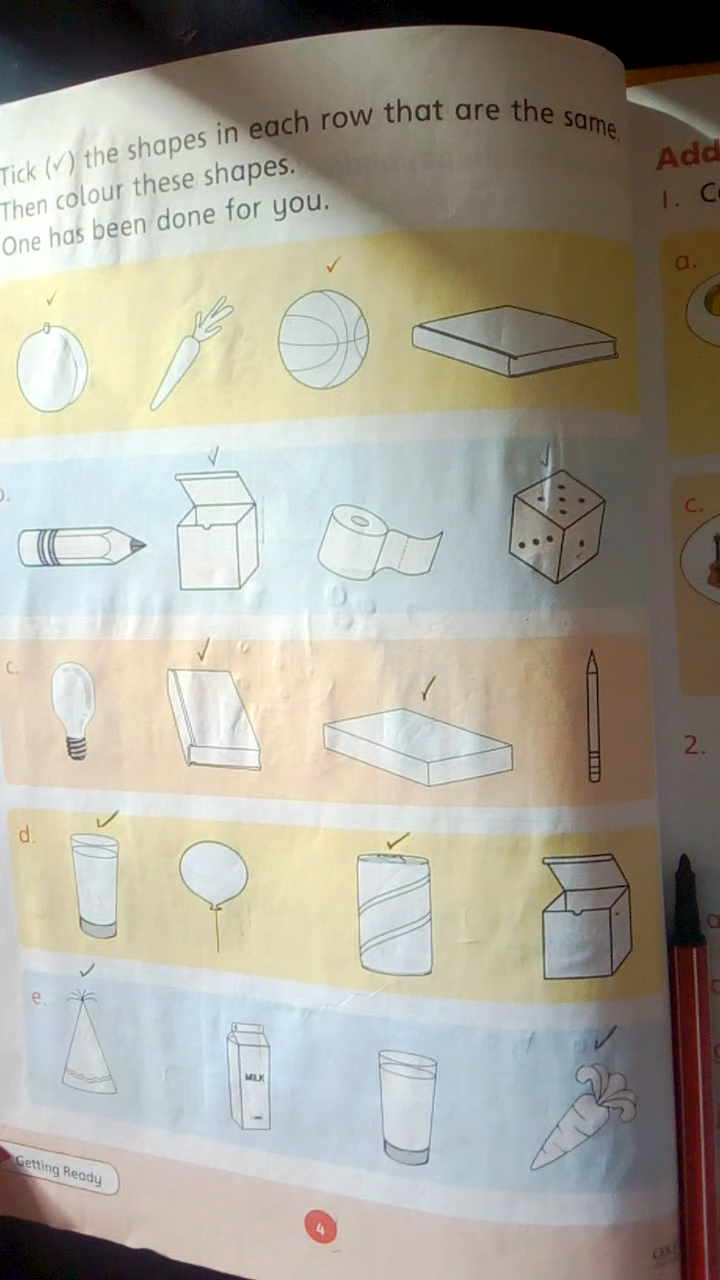 Tick (✓) the shapes in each row that are the same.
Then colour these shapes.
One has been done for you.
c.
d.
e.
MILK
Getting Ready
4
Add
1. C
a.
c.
2.